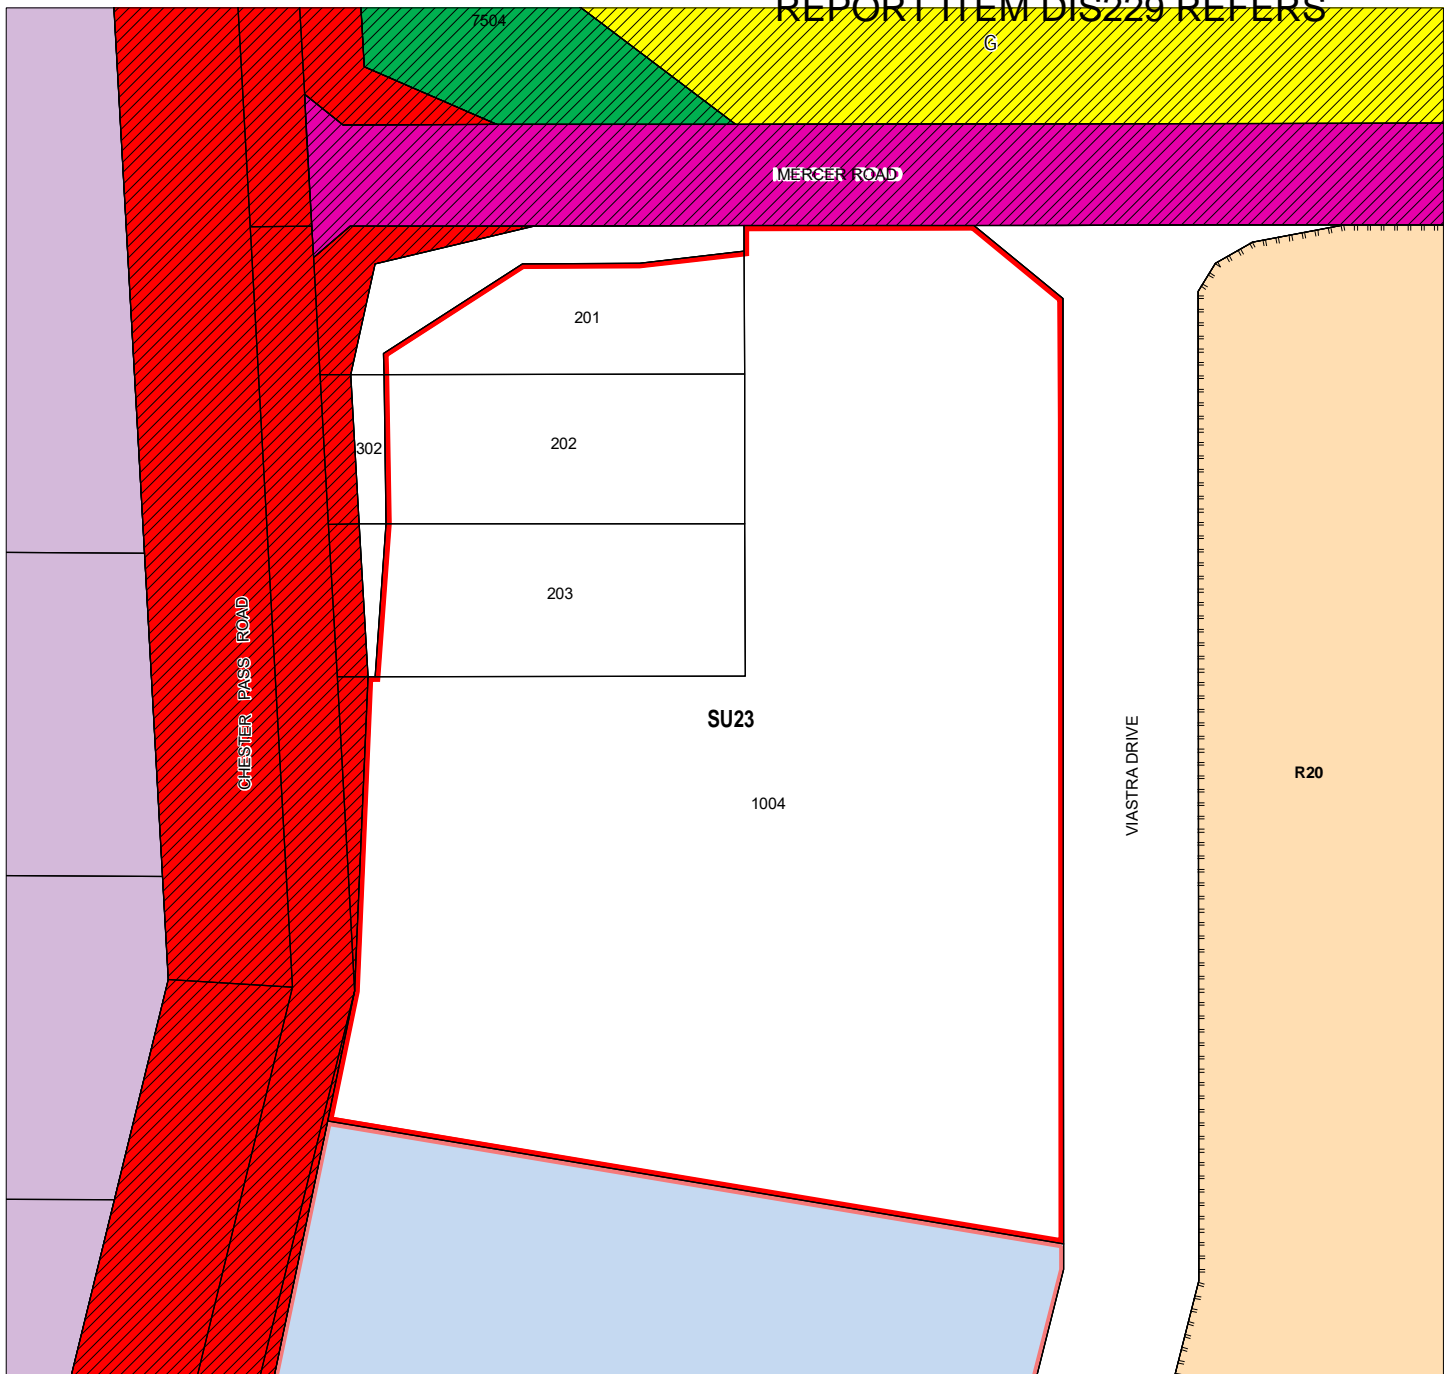 REPORT ITEM DIS229 REFERS
7504
G
MERCER ROAD
201
302
202
203
CHESTER PASS ROAD
SU23
VIASTRA DRIVE
R20
1004